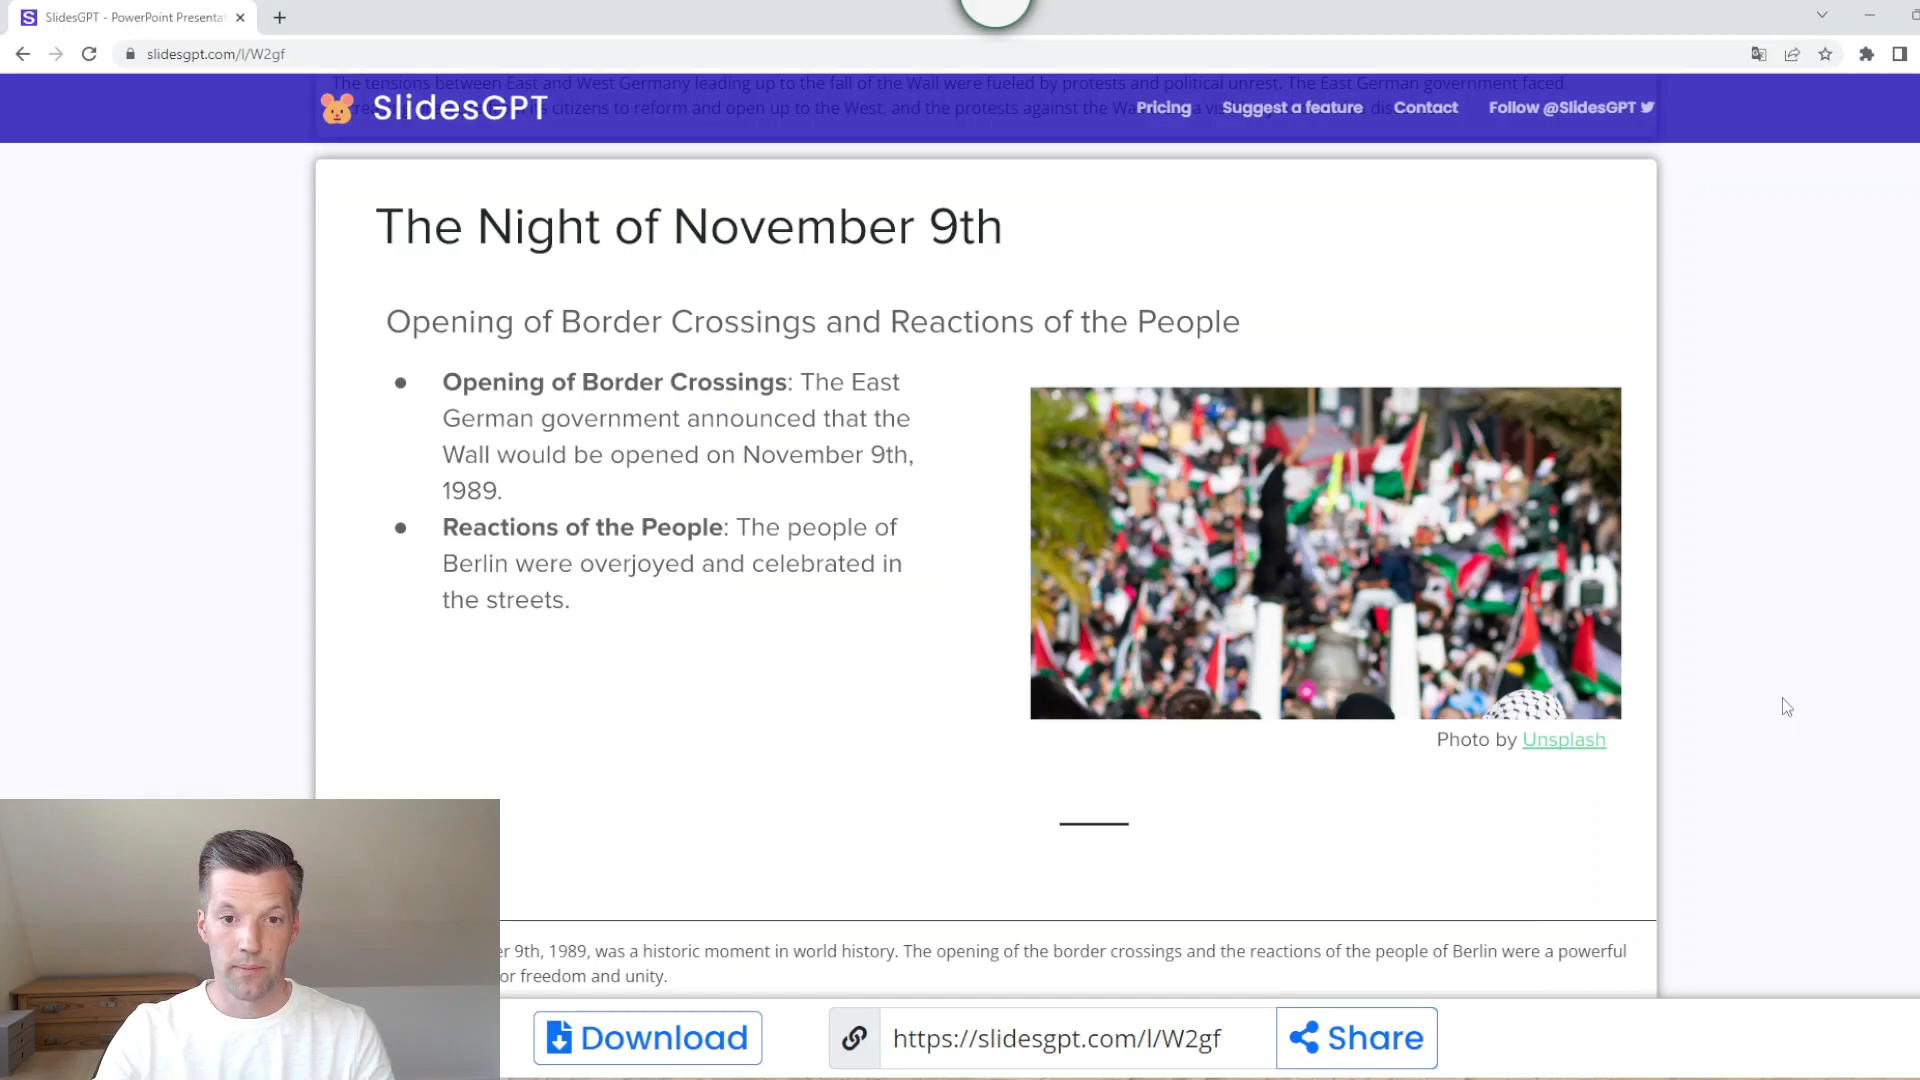 SlidesGPT - PowerPoint Presenta
slidesgpt.com/l/W2gf
The tensions between East and West Germany leading up to the fall of the Wall were fueled by protests and political unrest. The East German government faced
SlidesGPT
citizens to reform and open up to the West, and the protests against the Wa
Pricing
Suggest a feature
Contact
Follow @SlidesGPT
The Night of November 9th
Opening of Border Crossings and Reactions of the People
● Opening of Border Crossings: The East
German government announced that the
Wall would be opened on November 9th,
1989.
● Reactions of the People: The people of
Berlin were overjoyed and celebrated in
the streets.
Photo by Unsplash
er 9th, 1989, was a historic moment in world history. The opening of the border crossings and the reactions of the people of Berlin were a powerful
or freedom and unity.
Download
https://slidesgpt.com/l/W2gf
Share